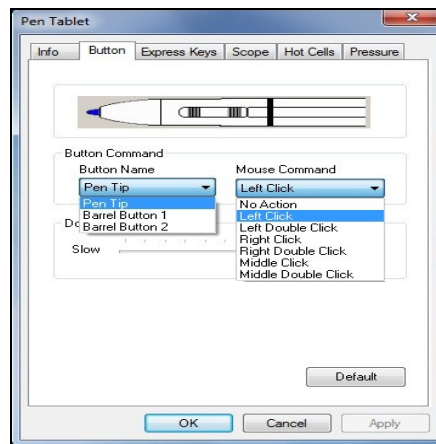 Pen Tablet
Info Button Express Keys Scope Hot Cells Pressure
Button Command
Button Name Mouse Command
Pen Tip Left Click
Pen Tip
Barrel Button 1
Barrel Button 2
No Action
Left Click
Left Double Click
Right Click
Right Double Click
Middle Click
Middle Double Click
Do
Slow
Default
OK Cancel Apply